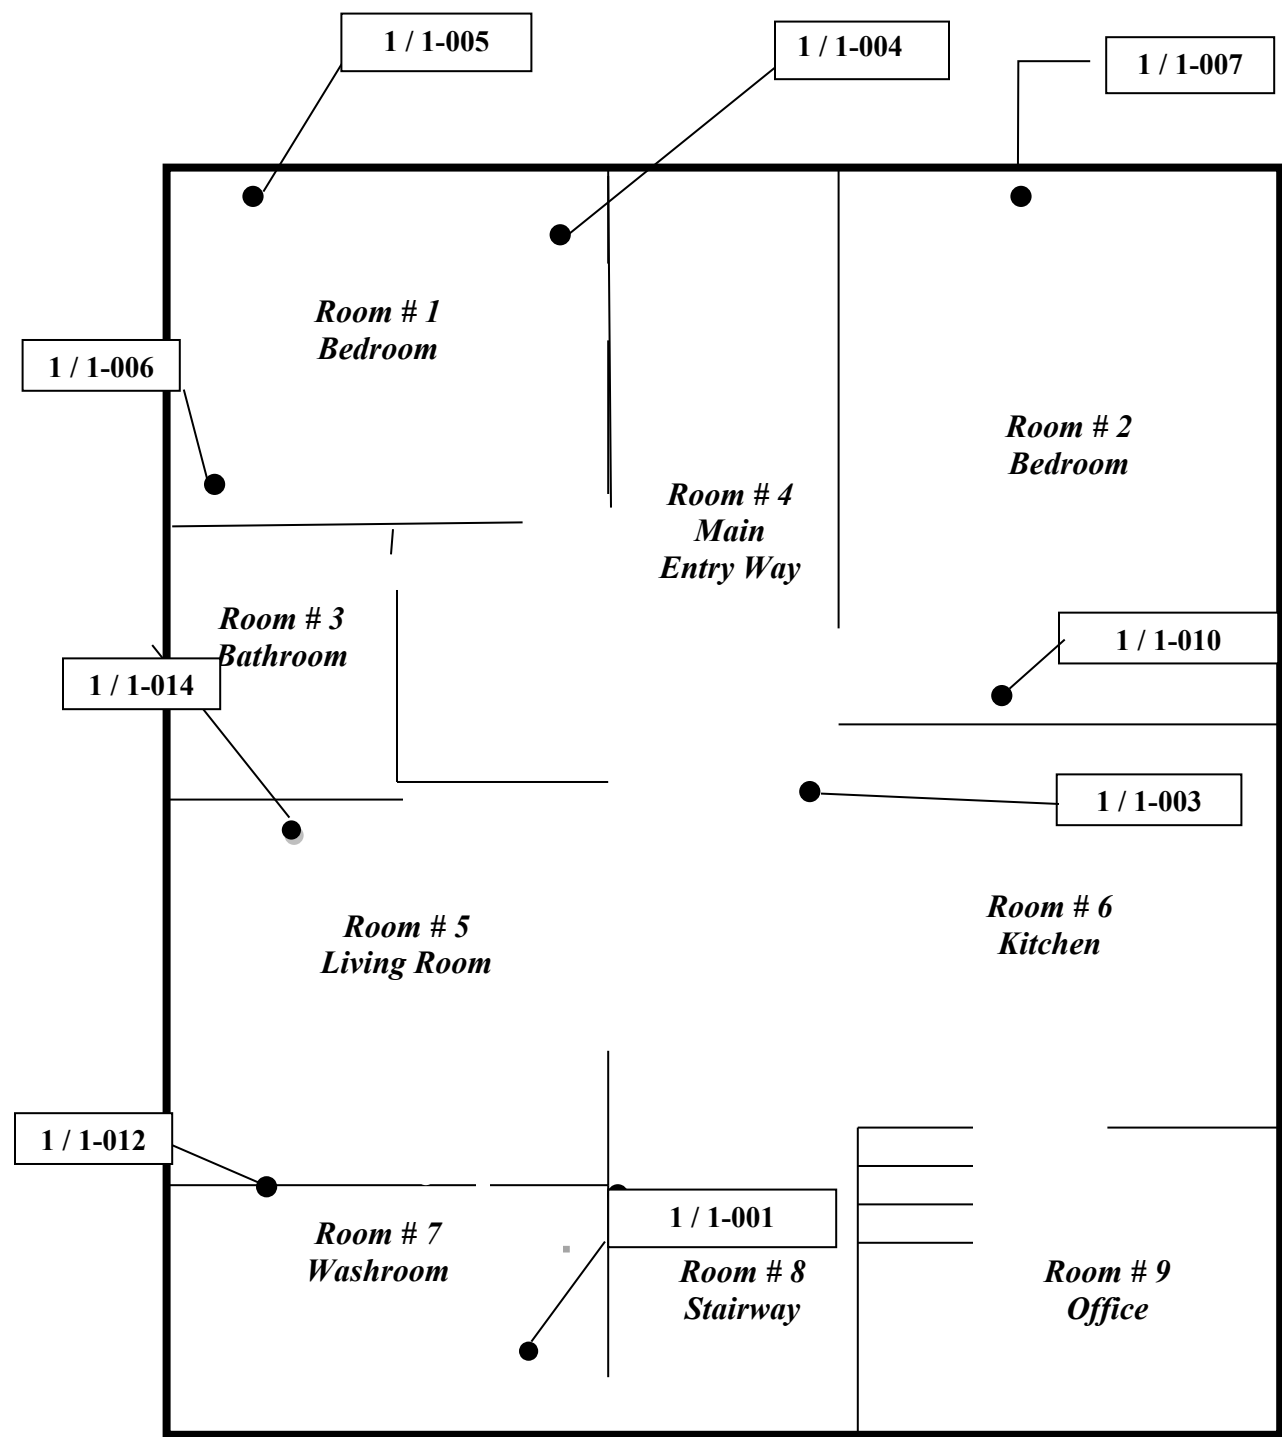 1 / 1-005
1 / 1-004
1 / 1-007
Room # 1
Bedroom
1 / 1-006
Room # 2
Bedroom
Room # 4
Main
Entry Way
Room # 3
Bathroom
1 / 1-010
1 / 1-014
1 / 1-003
Room # 5
Living Room
Room # 6
Kitchen
1 / 1-012
1 / 1-001
Room # 7
Washroom
Room # 8
Stairway
Room # 9
Office